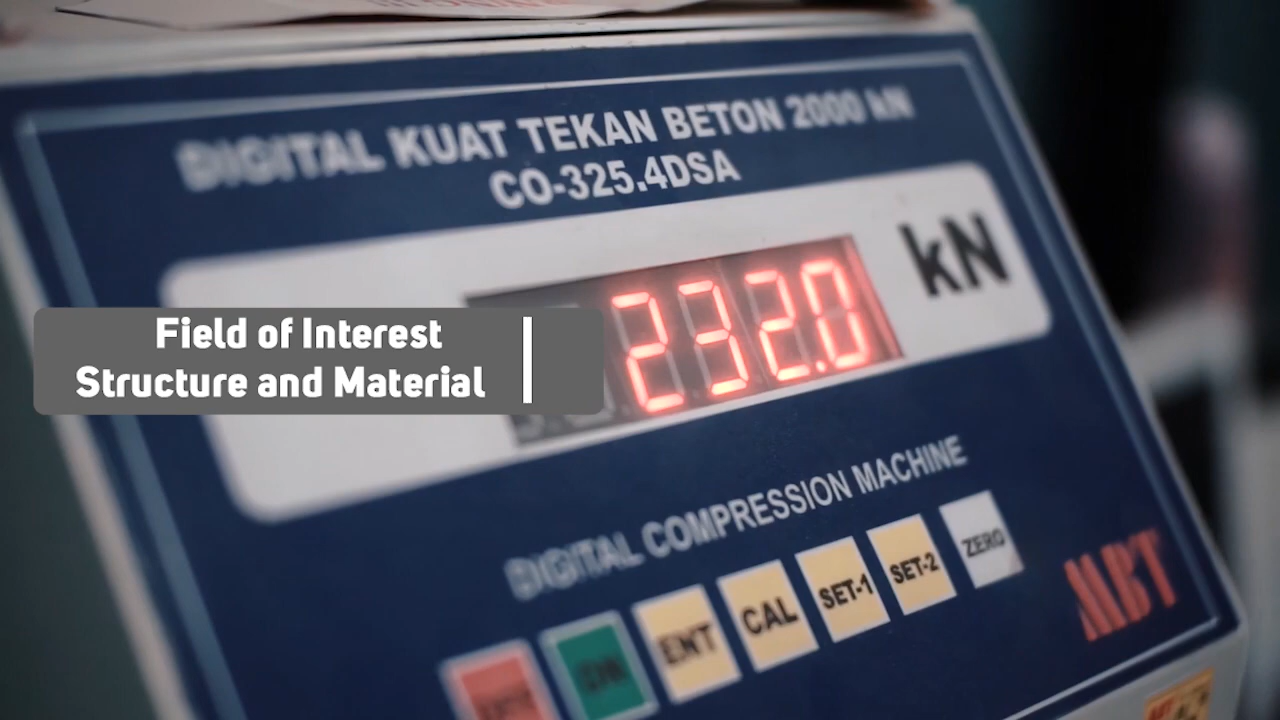 DIGITAL KUAT TEKAN BETON 2000 kN
CO-325.4DSA
232.0
kN
Field of Interest
Structure and Material
DIGITAL COMPRESSION MACHINE
ENT
CAL
SET-1
SET-2
ZERO
MBT